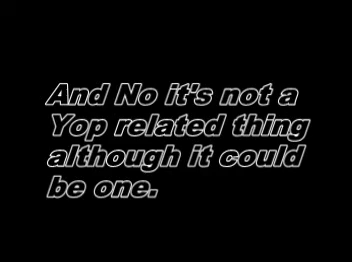 And No it's not a
Yop related thing
although it could
be one.